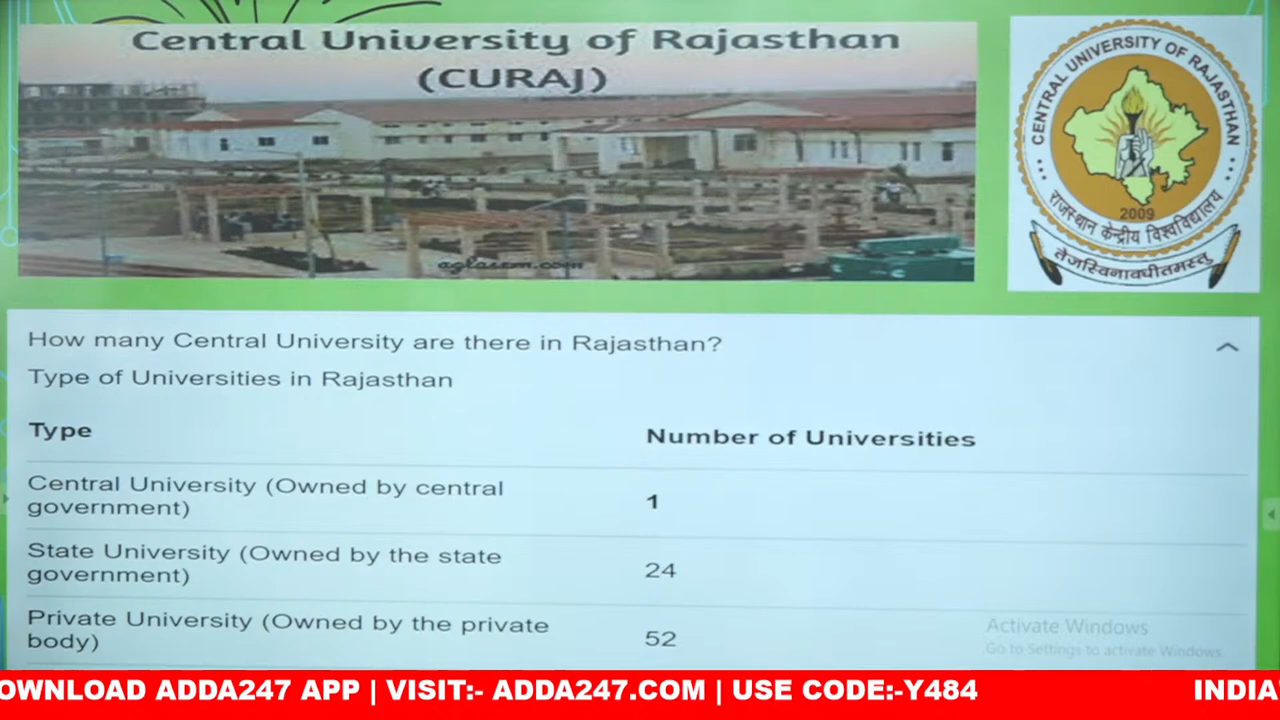 Central University of Rajasthan
(CURAJ)
aglasem.com
CENTRAL UNIVERSITY OF RAJASTHAN
2009
राजस्थान केन्द्रीय विश्वविद्यालय
तेजस्विनावधीतमस्तु
How many Central University are there in Rajasthan?
Type of Universities in Rajasthan
Type
Number of Universities
Central University (Owned by central
government)
1
State University (Owned by the state
government)
24
Private University (Owned by the private
body)
52
Activate Windows
Go to Settings to activate Windows.
OWNLOAD ADDA247 APP | VISIT:- ADDA247.COM | USE CODE:-Y484
INDIA'